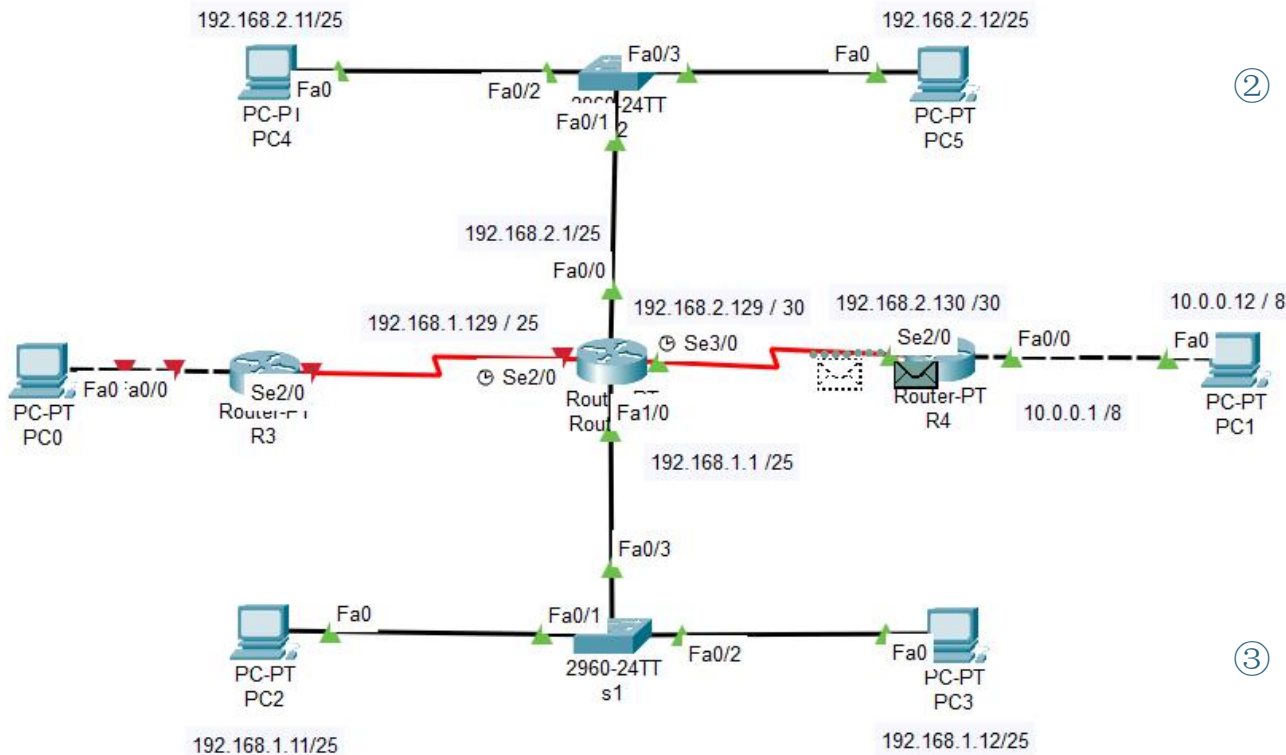 192.168.2.11/25
192.168.2.12/25
Fa0/3
Fa0
Fa0
Fa0/2
②
PC4
Fa0/1
2
PC-PT
PC5
192.168.2.1/25
Fa0/0
192.168.2.129 / 30
192.168.2.130 /30
10.0.0.12 / 8
192.168.1.129 / 25
Se3/0
Se2/0
Fa0/0
Fa0
Fa0
a0/0
Se2/0
Se2/0
PC-PT
PC0
R3
Fa1/0
Router-PT
R4
10.0.0.1 /8
PC-PT
PC1
192.168.1.1 /25
Fa0/3
Fa0
Fa0/1
Fa0/2
Fa0
③
PC-PT
PC2
2960-24TT
s1
PC-PT
PC3
192.168.1.11/25
192.168.1.12/25